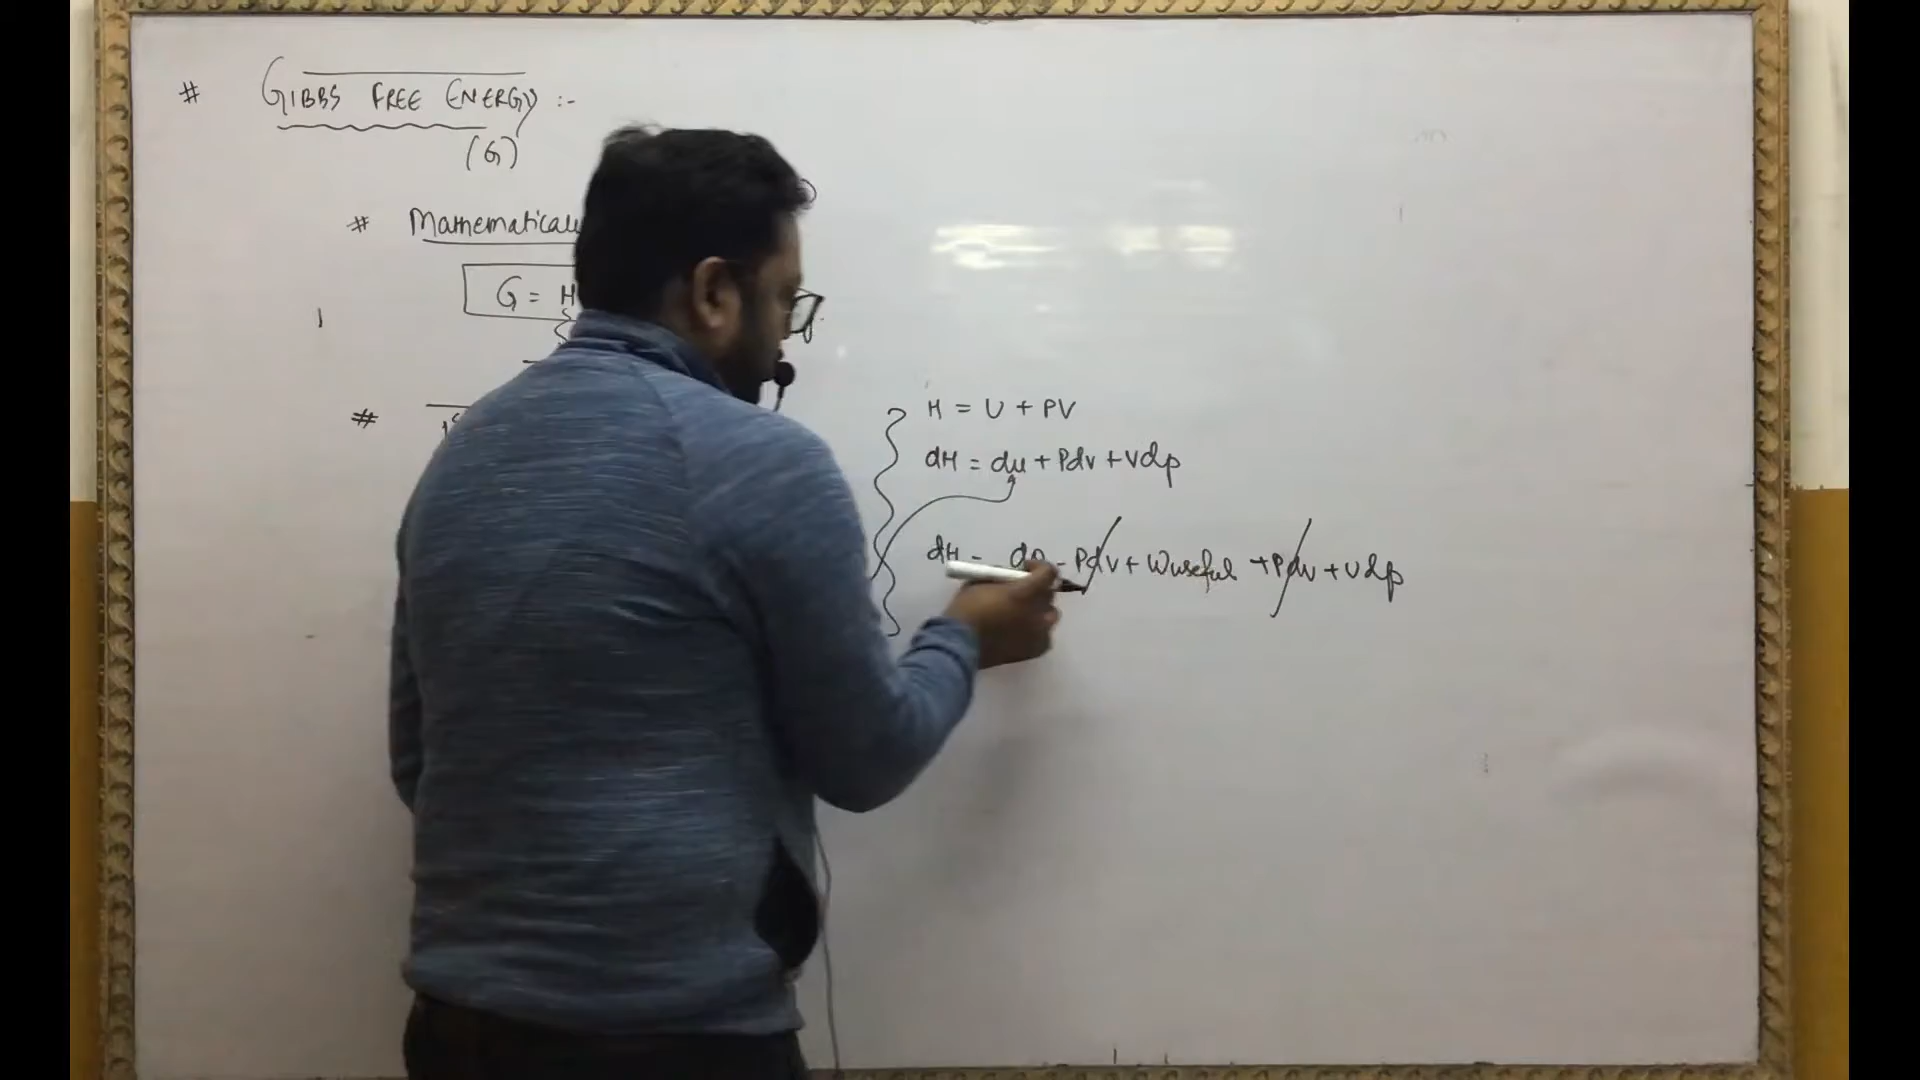 # GIBBS FREE ENERGY :-
(G)
# Mathematical
G = H
#
H = U + PV
dH = du + Pdv + Vdp
dH = dQ - Pdv + Wuseful + Pdv + Vdp